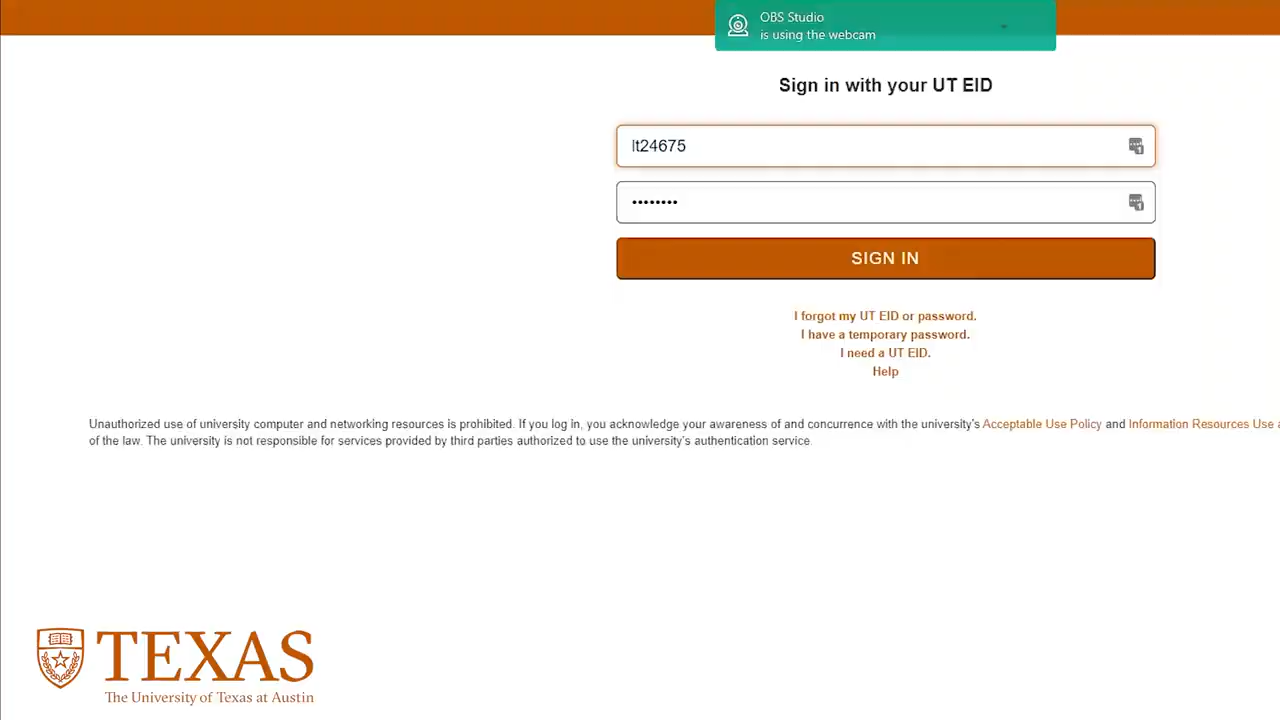 OBS Studio
is using the webcam
Sign in with your UT EID
lt24675
••••••••
SIGN IN
I forgot my UT EID or password.
I have a temporary password.
I need a UT EID.
Help
Unauthorized use of university computer and networking resources is prohibited. If you log in, you acknowledge your awareness of and concurrence with the university's Acceptable Use Policy and Information Resources Use a
of the law. The university is not responsible for services provided by third parties authorized to use the university's authentication service.
TEXAS
The University of Texas at Austin